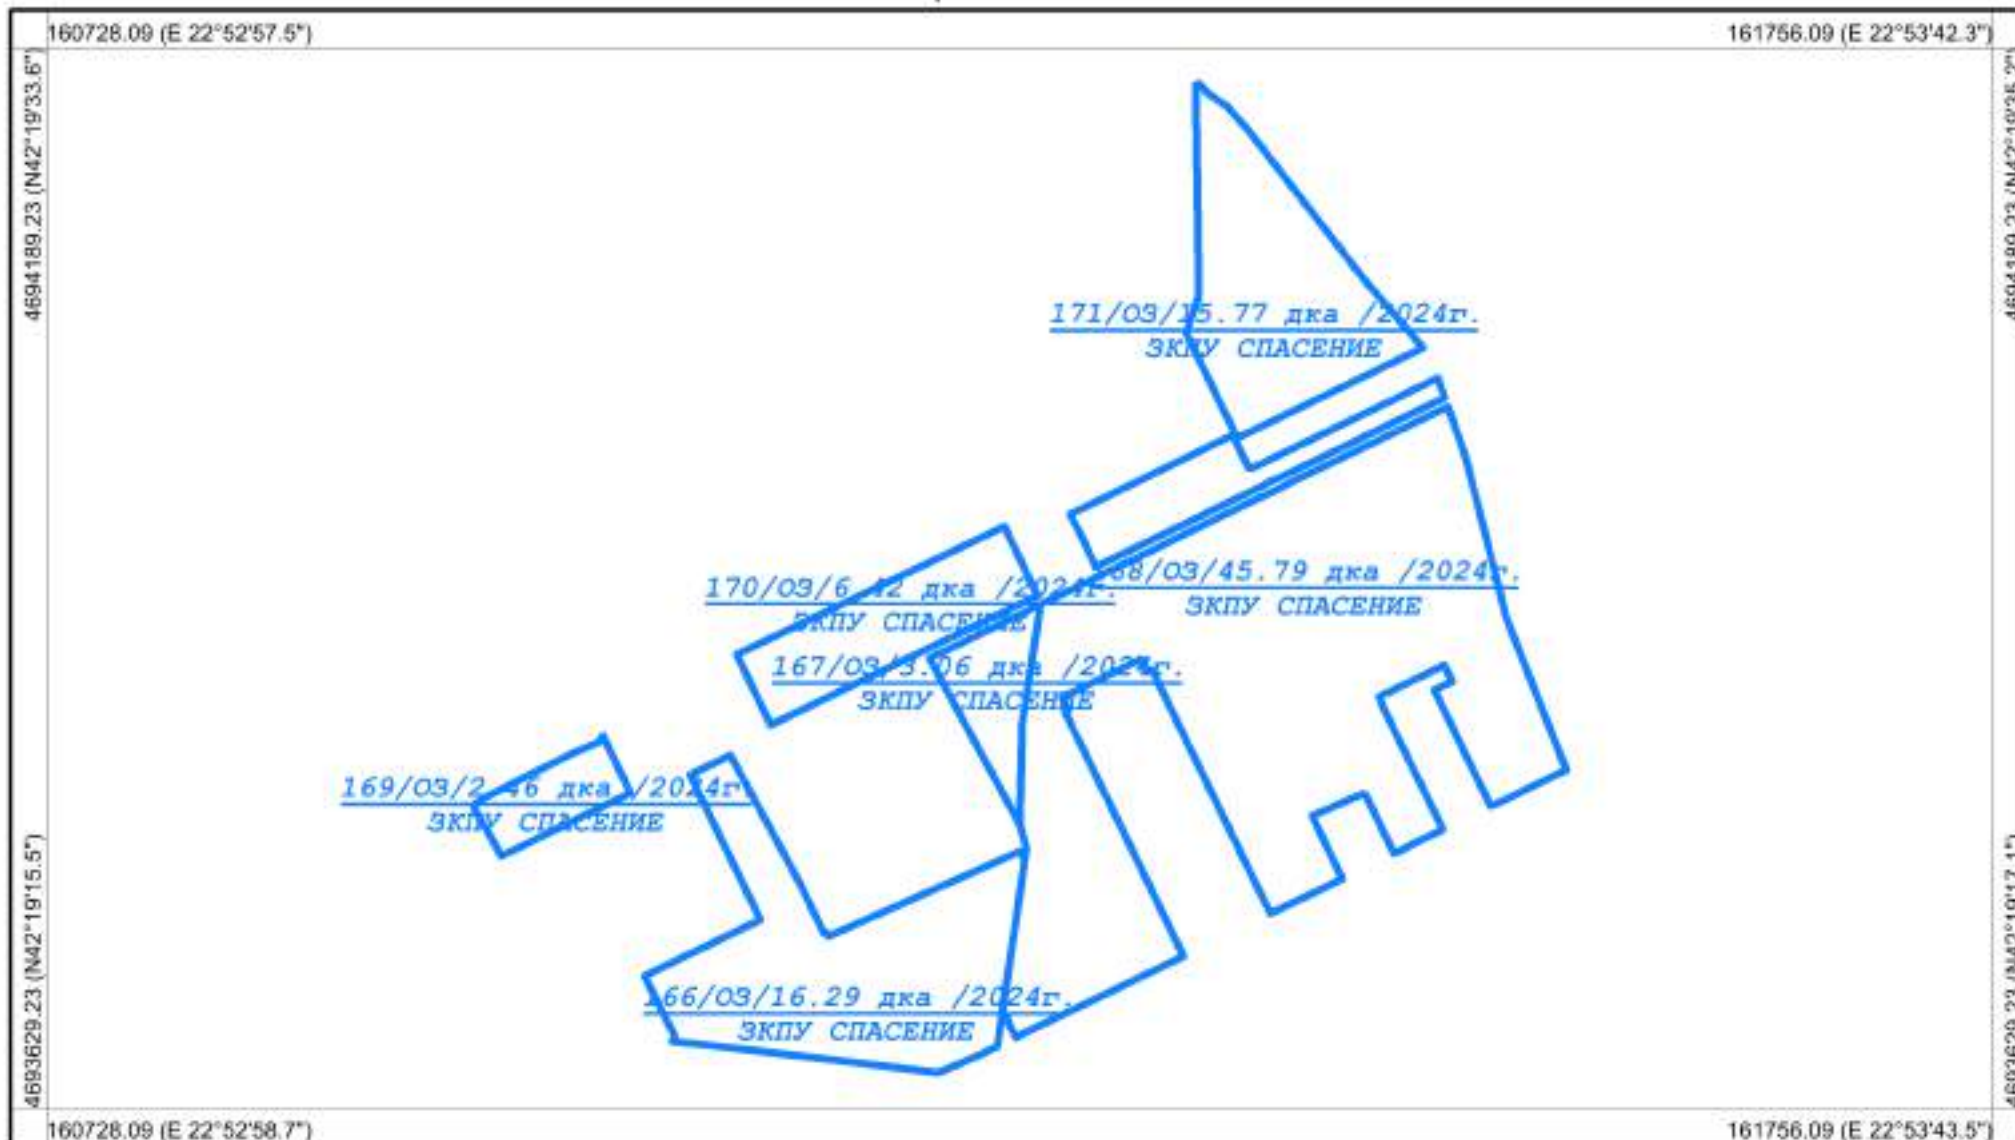 160728.09 (E 22°52'57.5")
161756.09 (E 22°53'42.3")
4694189.23 (N42°19'33.6")
171/ОЗ/15.77 дка /2024г.
ЗКПУ СПАСЕНИЕ
68/ОЗ/45.79 дка /2024г.
ЗКПУ СПАСЕНИЕ
170/ОЗ/6.42 дка /2024г.
ЗКПУ СПАСЕНИЕ
167/ОЗ/3.06 дка /2024г.
ЗКПУ СПАСЕНИЕ
169/ОЗ/2.46 дка /2024г.
ЗКПУ СПАСЕНИЕ
166/ОЗ/16.29 дка /2024г.
ЗКПУ СПАСЕНИЕ
4693629.23 (N42°19'15.5")
160728.09 (E 22°52'58.7")
161756.09 (E 22°53'43.5")